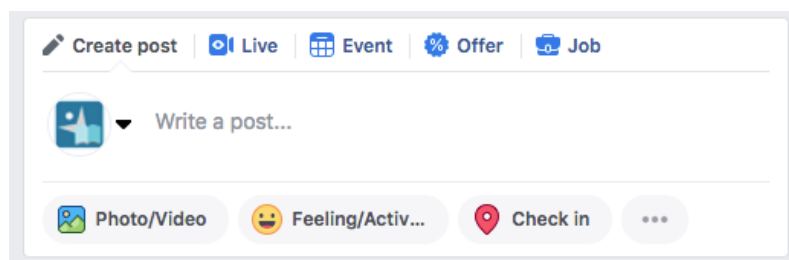 Create post Live Event Offer Job
Write a post...
Photo/Video Feeling/Activ... Check in